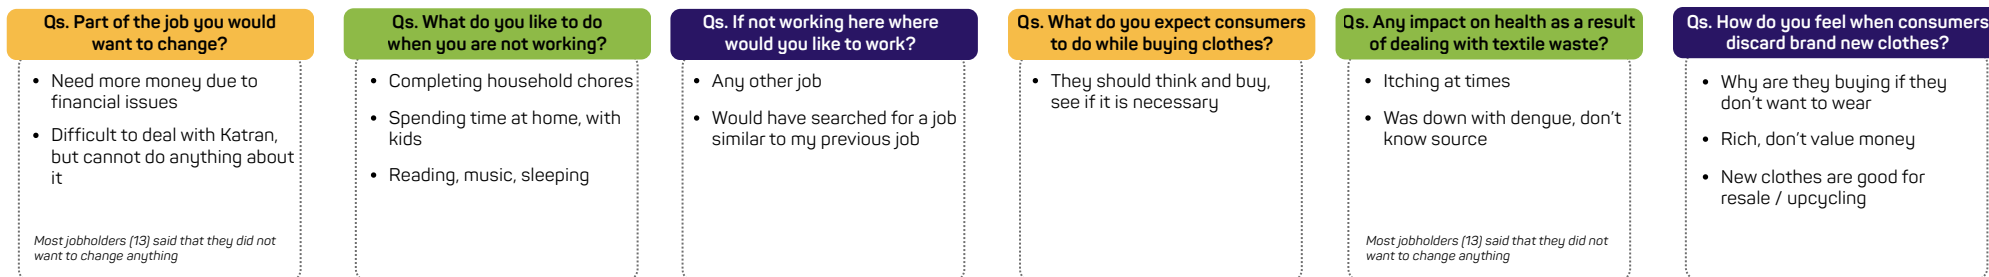 Qs. Part of the job you would
want to change?
• Need more money due to
financial issues
• Difficult to deal with Katran,
but cannot do anything about
it
Most jobholders (13) said that they did not
want to change anything
Qs. What do you like to do
when you are not working?
• Completing household chores
• Spending time at home, with
kids
• Reading, music, sleeping
Qs. If not working here where
would you like to work?
• Any other job
• Would have searched for a job
similar to my previous job
Qs. What do you expect consumers
to do while buying clothes?
• They should think and buy,
see if it is necessary
Qs. Any impact on health as a result
of dealing with textile waste?
• Itching at times
• Was down with dengue, don't
know source
Most jobholders (13) said that they did not
want to change anything
Qs. How do you feel when consumers
discard brand new clothes?
• Why are they buying if they
don't want to wear
• Rich, don't value money
• New clothes are good for
resale / upcycling